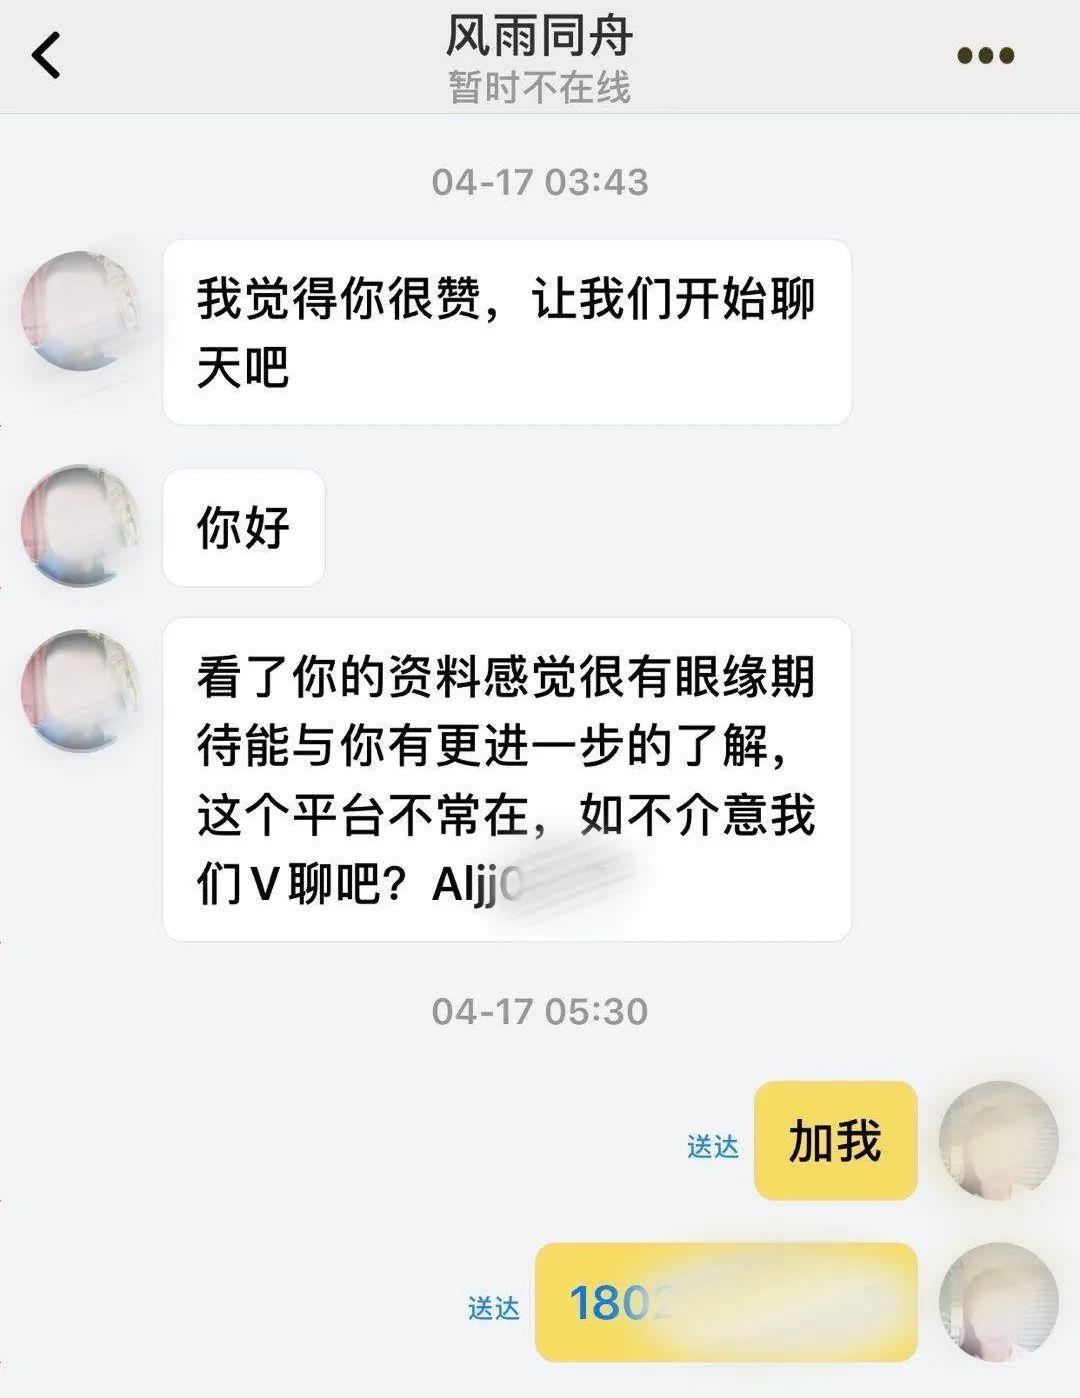 风雨同舟
暂时不在线
04-17 03:43
我觉得你很赞，让我们开始聊
天吧
你好
看了你的资料感觉很有眼缘期
待能与你有更进一步的了解，
这个平台不常在，如不介意我
们V聊吧？Aljj0
04-17 05:30
送达
加我
送达
1802